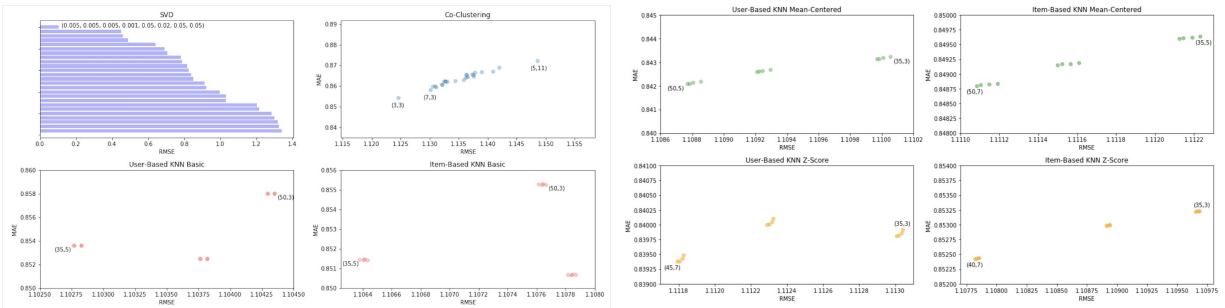 SVD
(0.005, 0.005, 0.005, 0.001, 0.05, 0.02, 0.05, 0.05)
0.0 0.2 0.4 0.6 0.8 1.0 1.2 1.4
RMSE
Co-Clustering
MAE
0.89
0.88
0.87
0.86
0.85
0.84
(5,11)
(7,3)
(3,3)
1.115 1.120 1.125 1.130 1.135 1.140 1.145 1.150 1.155
RMSE
User-Based KNN Mean-Centered
MAE
0.845
0.844
0.843
0.842
0.841
0.840
(35,3)
(50,5)
1.1086 1.1088 1.1090 1.1092 1.1094 1.1096 1.1098 1.1100 1.1102
RMSE
Item-Based KNN Mean-Centered
MAE
0.85000
0.84975
0.84950
0.84925
0.84900
0.84875
0.84850
0.84825
0.84800
(35,5)
(50,7)
1.1110 1.1112 1.1114 1.1116 1.1118 1.1120 1.1122
RMSE
User-Based KNN Basic
MAE
0.860
0.858
0.856
0.854
0.852
0.850
(50,3)
(35,5)
1.10250 1.10275 1.10300 1.10325 1.10350 1.10375 1.10400 1.10425 1.10450
RMSE
Item-Based KNN Basic
MAE
0.856
0.855
0.854
0.853
0.852
0.851
0.850
(50,3)
(35,5)
1.1064 1.1066 1.1068 1.1070 1.1072 1.1074 1.1076 1.1078 1.1080
RMSE
User-Based KNN Z-Score
MAE
0.84100
0.84075
0.84050
0.84025
0.84000
0.83975
0.83950
0.83925
0.83900
(35,3)
(45,7)
1.1118 1.1120 1.1122 1.1124 1.1126 1.1128 1.1130
RMSE
Item-Based KNN Z-Score
MAE
0.85500
0.85450
0.85400
0.85350
0.85300
0.85250
0.85200
(35,3)
(40,7)
1.10775 1.10800 1.10825 1.10850 1.10875 1.10900 1.10925 1.10950 1.10975
RMSE